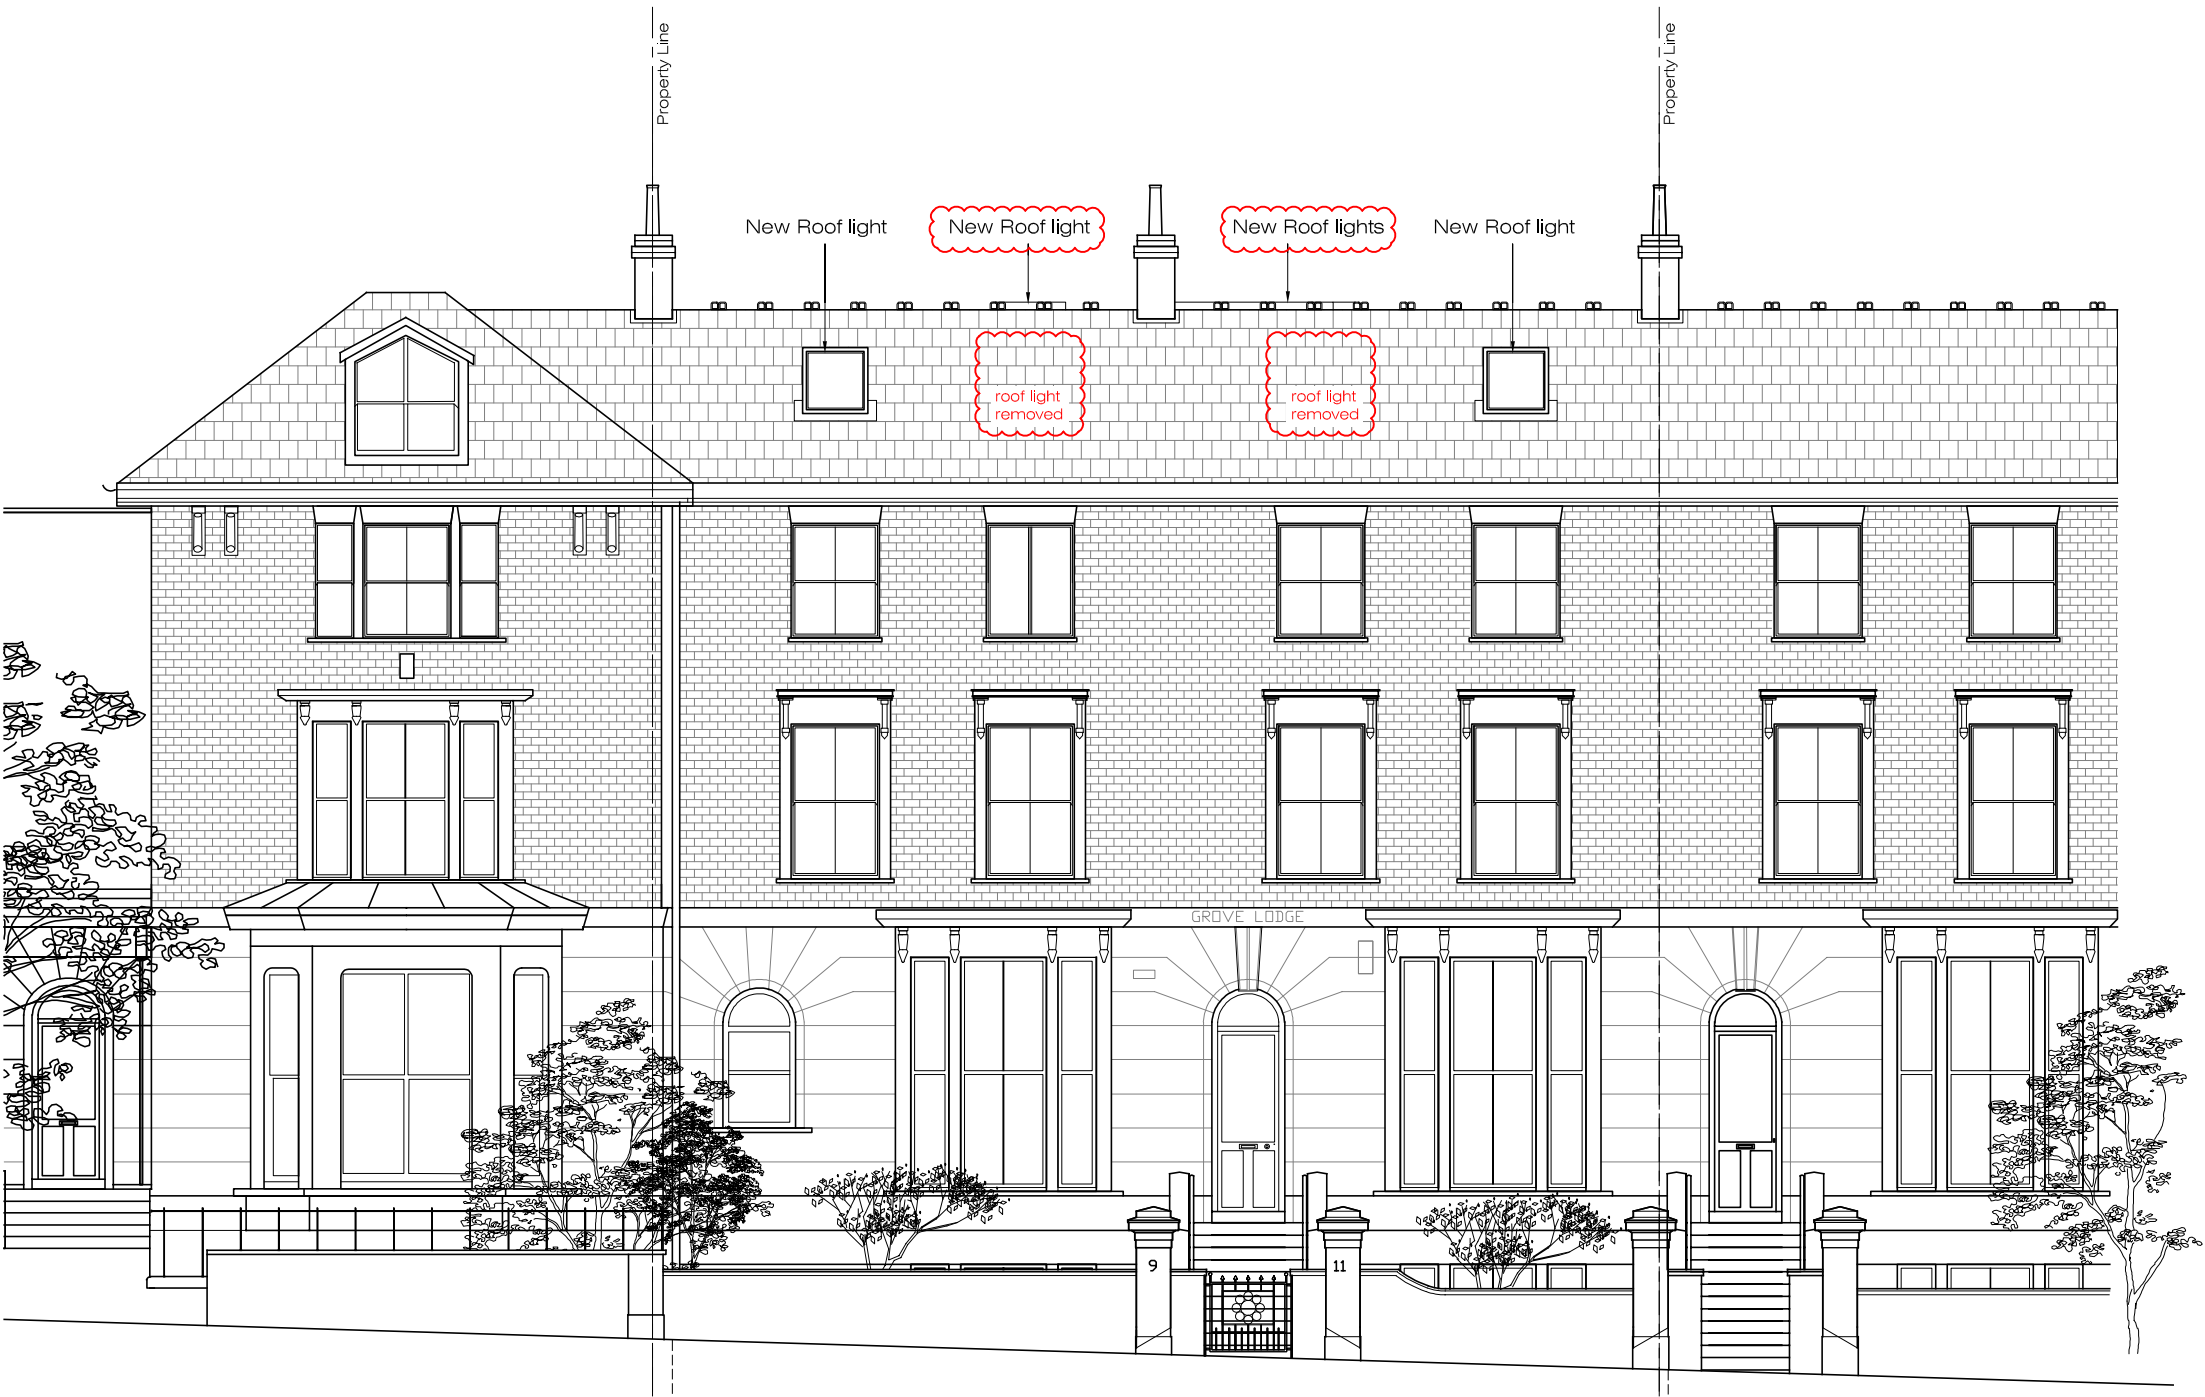 Property Line
Property Line
New Roof light
New Roof light
New Roof lights
New Roof light
roof light
removed
roof light
removed
GROVE LODGE
9
11